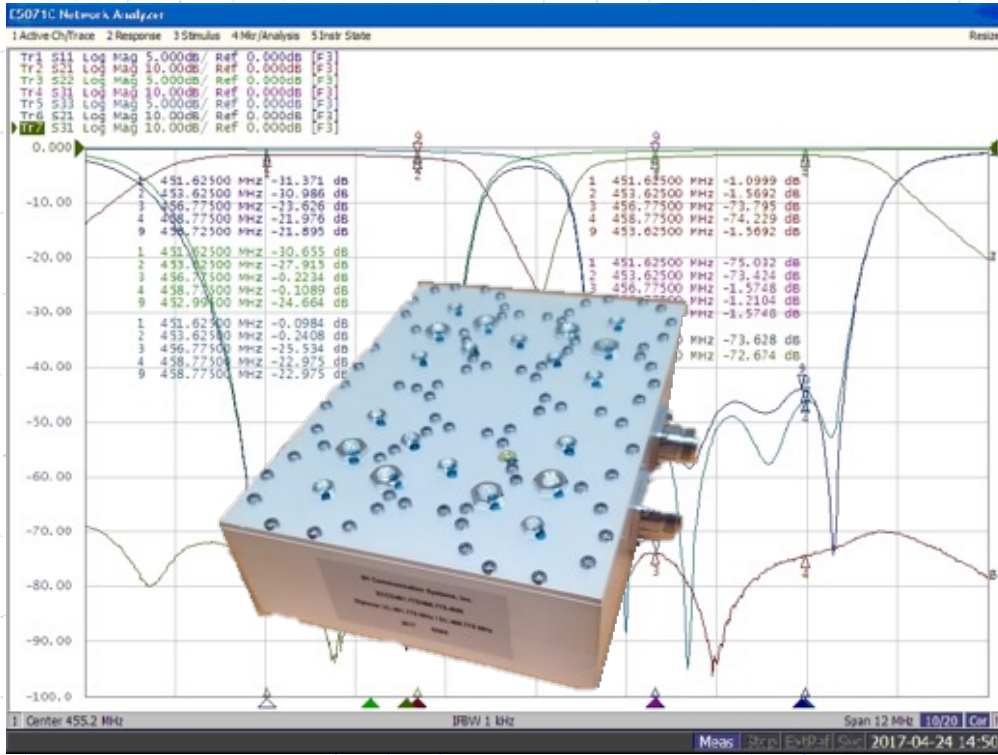 E5071C Network Analyzer
1 Active Ch/Trace 2 Response 3 Stimulus 4 Mkr/Analysis 5 Instr State
Resize
Tr1 S11 Log Mag 5.000dB/ Ref 0.000dB [F3]
Tr2 S21 Log Mag 10.00dB/ Ref 0.000dB [F3]
Tr3 S22 Log Mag 5.000dB/ Ref 0.000dB [F3]
Tr4 S31 Log Mag 10.00dB/ Ref 0.000dB [F3]
Tr5 S33 Log Mag 5.000dB/ Ref 0.000dB [F3]
Tr6 S21 Log Mag 10.00dB/ Ref 0.000dB [F3]
Tr7 S31 Log Mag 10.00dB/ Ref 0.000dB [F3]
0.000
-10.00
-20.00
-30.00
-40.00
-50.00
-60.00
-70.00
-80.00
-90.00
-100.0
1 451.62500 MHz -31.371 dB
2 453.62500 MHz -30.986 dB
3 456.77500 MHz -23.626 dB
4 458.77500 MHz -21.976 dB
9 458.72500 MHz -21.895 dB
1 451.62500 MHz -30.655 dB
2 453.62500 MHz -27.915 dB
3 456.77500 MHz -0.2234 dB
4 458.77500 MHz -0.1089 dB
9 452.99500 MHz -24.664 dB
1 451.62500 MHz -0.0984 dB
2 453.62500 MHz -0.2408 dB
3 456.77500 MHz -25.534 dB
4 458.77500 MHz -22.975 dB
9 458.77500 MHz -22.975 dB
1 451.62500 MHz -1.0999 dB
2 453.62500 MHz -1.5692 dB
3 456.77500 MHz -73.795 dB
4 458.77500 MHz -74.229 dB
9 453.62500 MHz -1.5692 dB
1 451.62500 MHz -75.032 dB
2 453.62500 MHz -73.424 dB
3 456.77500 MHz -1.5748 dB
MHz -1.2104 dB
MHz -1.5748 dB
MHz -73.628 dB
MHz -72.674 dB
Communication Systems, Inc.
2017
1 Center 455.2 MHz
IFBW 1 kHz
Span 12 MHz 10/20 Cor
Meas Stop ExtRef Svc 2017-04-24 14:50